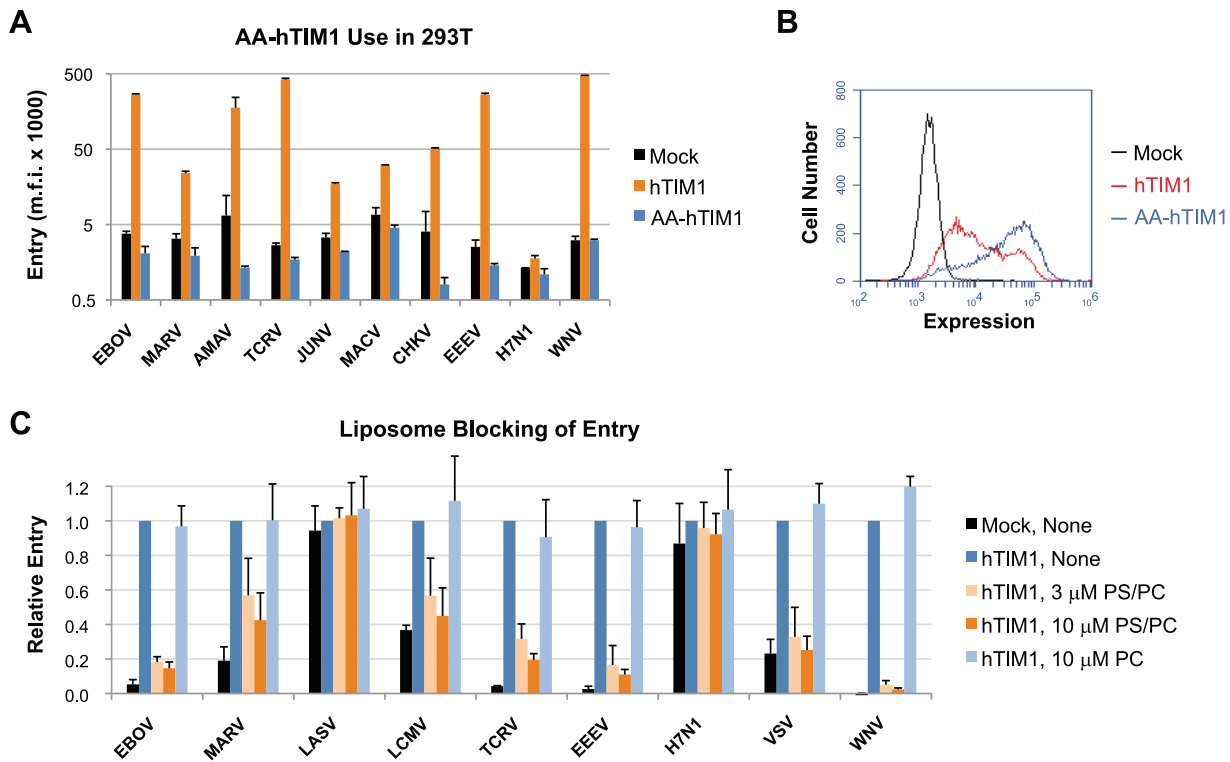 A
AA-hTIM1 Use in 293T
Entry (m.f.i. x 1000)
500
50
5
0.5
EBOV
MARV
AMAV
TCRV
JUNV
MACV
CHKV
EEEV
H7N1
WNV
Mock
hTIM1
AA-hTIM1
B
Cell Number
800
600
400
200
0
10^2
10^3
10^4
10^5
10^6
Expression
Mock
hTIM1
AA-hTIM1
C
Liposome Blocking of Entry
Relative Entry
1.2
1.0
0.8
0.6
0.4
0.2
0.0
EBOV
MARV
LASV
LCMV
TCRV
EEEV
H7N1
VSV
WNV
Mock, None
hTIM1, None
hTIM1, 3 μM PS/PC
hTIM1, 10 μM PS/PC
hTIM1, 10 μM PC